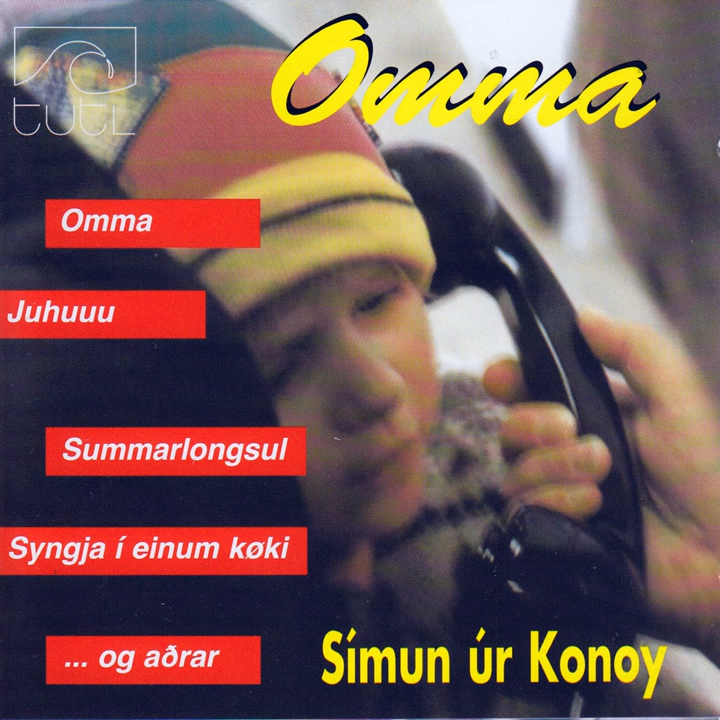 Omma
tutl
Omma
Juhuuu
Summarlongsul
Syngja í einum køki
... og aðrar
Símun úr Konoy